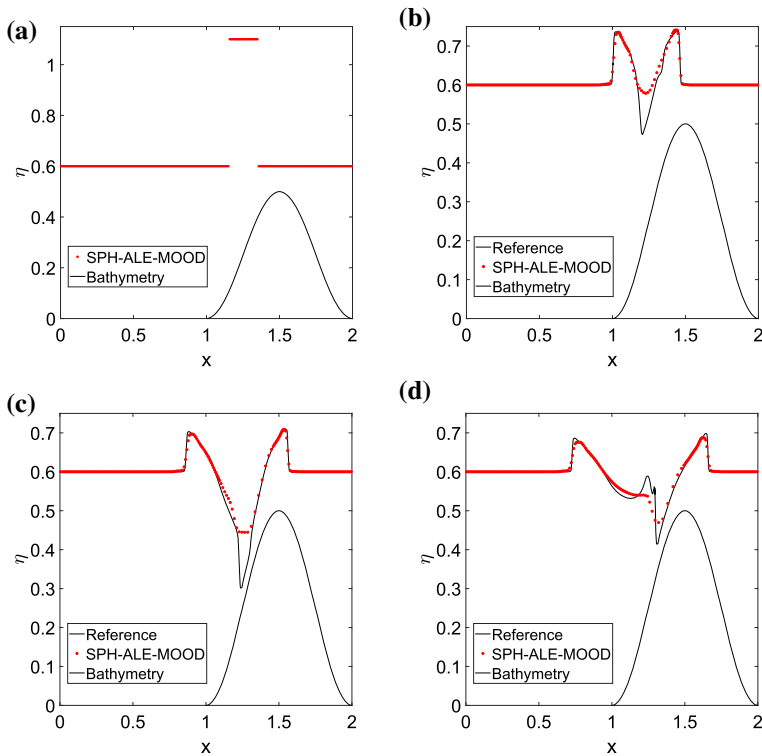 (a)
1
0.8
0.6
0.4
0.2
0
η
SPH-ALE-MOOD
Bathymetry
0 0.5 1 1.5 2
x
(b)
0.7
0.6
0.5
0.4
0.3
0.2
0.1
0
η
Reference
SPH-ALE-MOOD
Bathymetry
0 0.5 1 1.5 2
x
(c)
0.7
0.6
0.5
0.4
0.3
0.2
0.1
0
η
Reference
SPH-ALE-MOOD
Bathymetry
0 0.5 1 1.5 2
x
(d)
0.7
0.6
0.5
0.4
0.3
0.2
0.1
0
η
Reference
SPH-ALE-MOOD
Bathymetry
0 0.5 1 1.5 2
x